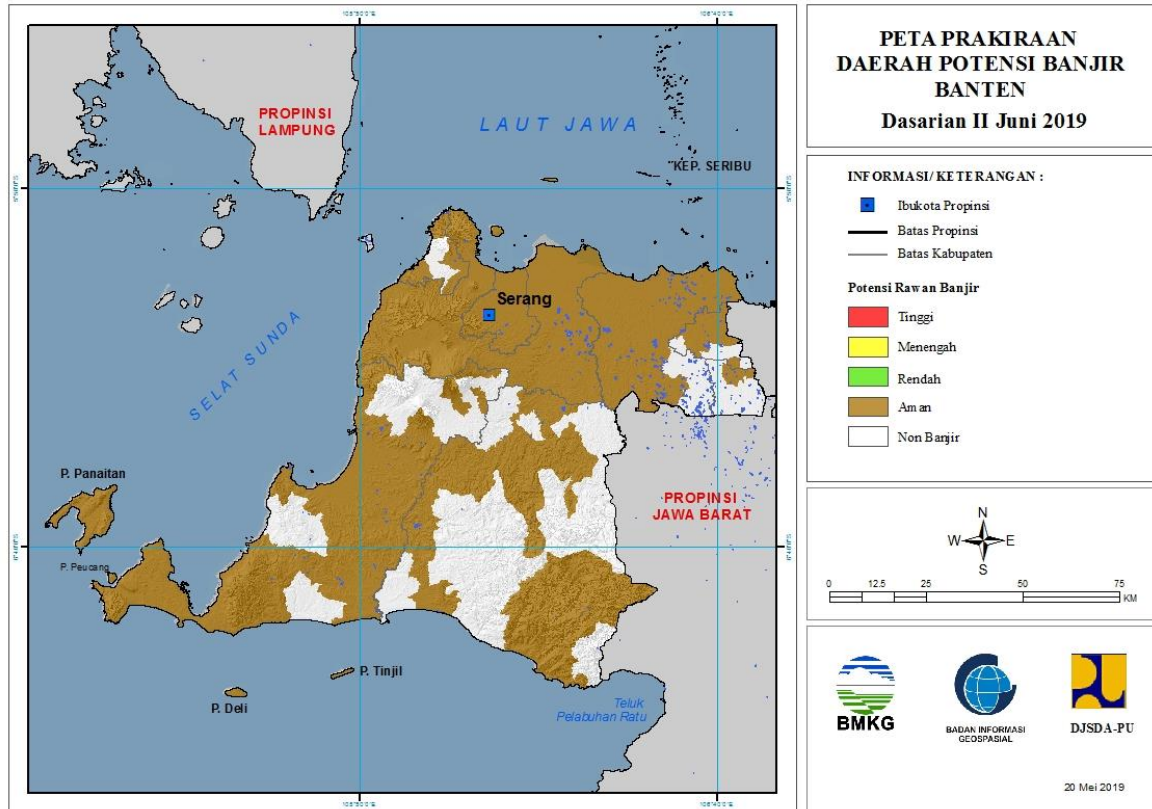 PETA PRAKIRAAN
DAERAH POTENSI BANJIR
BANTEN
Dasarian II Juni 2019
INFORMASI/ KETERANGAN :
Ibukota Propinsi
Batas Propinsi
Batas Kabupaten
Potensi Rawan Banjir
Tinggi
Menengah
Rendah
Aman
Non Banjir
PROPINSI
LAMPUNG
LAUT JAWA
KEP. SERIBU
Serang
SELAT SUNDA
P. Panaitan
P. Peucang
PROPINSI
JAWA BARAT
P. Tinjil
P. Deli
Teluk
Pelabuhan Ratu
N
W
E
S
0 12.5 25 50 75
KM
BMKG
BADAN INFORMASI
GEOSPASIAL
DJSDA-PU
20 Mei 2019